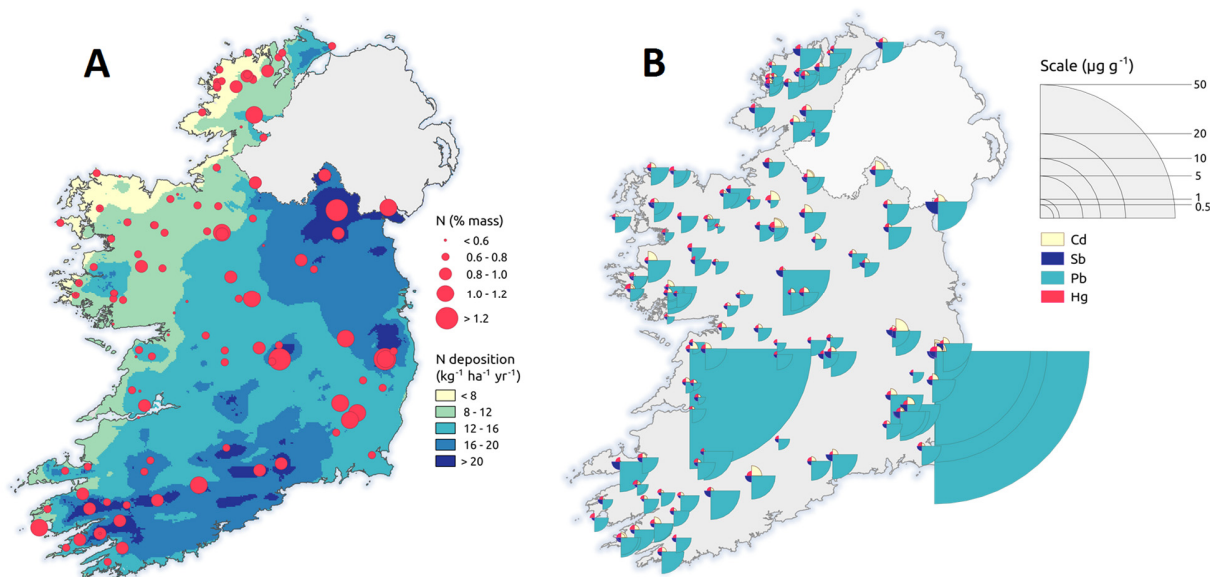 A
N (% mass)
< 0.6
0.6 - 0.8
0.8 - 1.0
1.0 - 1.2
> 1.2
N deposition
(kg⁻¹ ha⁻¹ yr⁻¹)
< 8
8 - 12
12 - 16
16 - 20
> 20
B
Scale (µg g⁻¹)
50
20
10
5
1
0.5
Cd
Sb
Pb
Hg